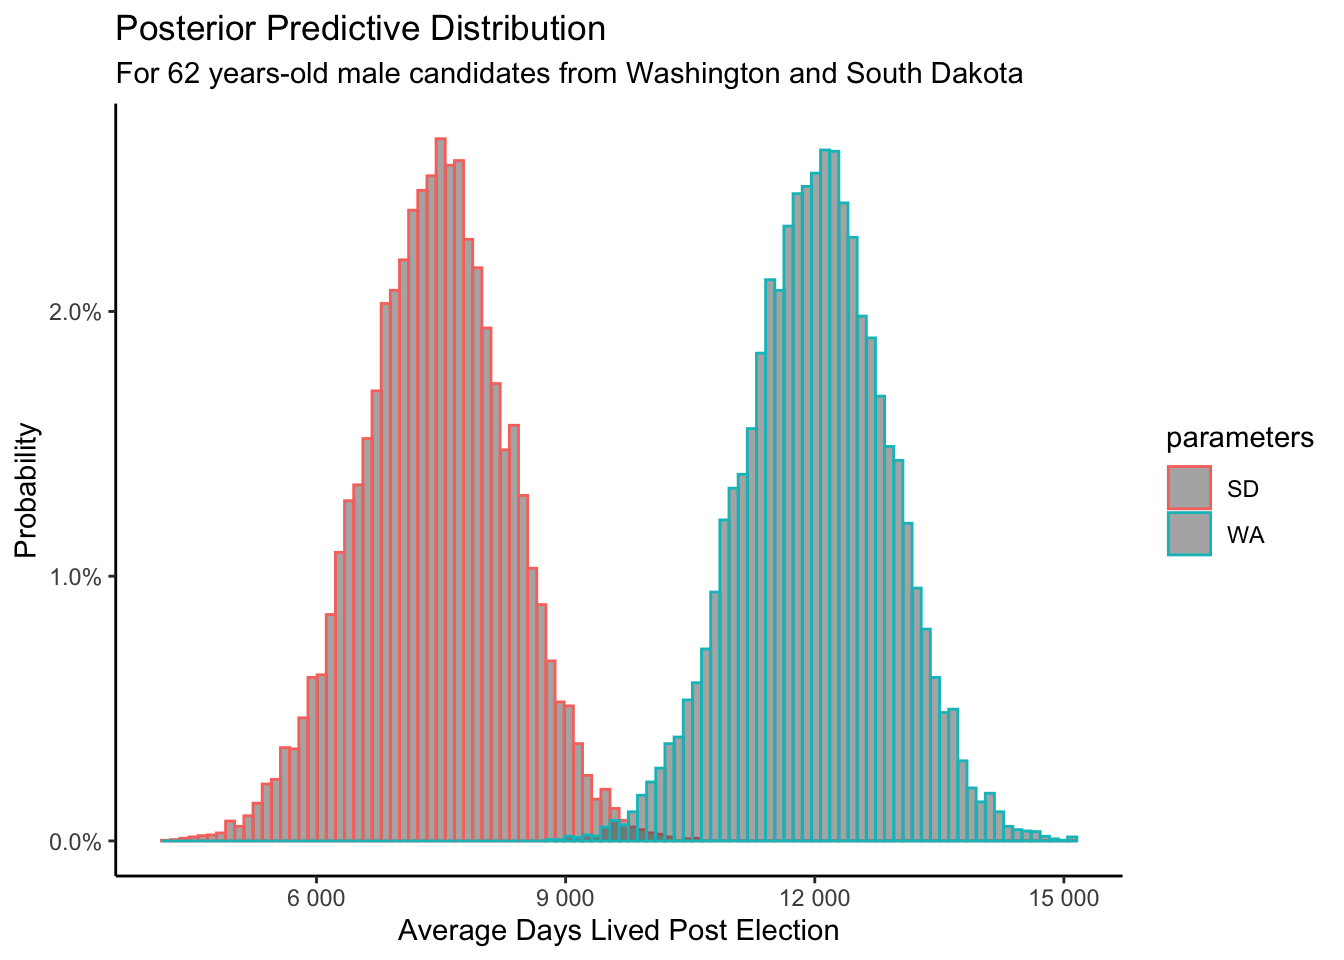 Posterior Predictive Distribution
For 62 years-old male candidates from Washington and South Dakota
Probability
2.0%
1.0%
0.0%
6 000
9 000
12 000
15 000
Average Days Lived Post Election
parameters
SD
WA